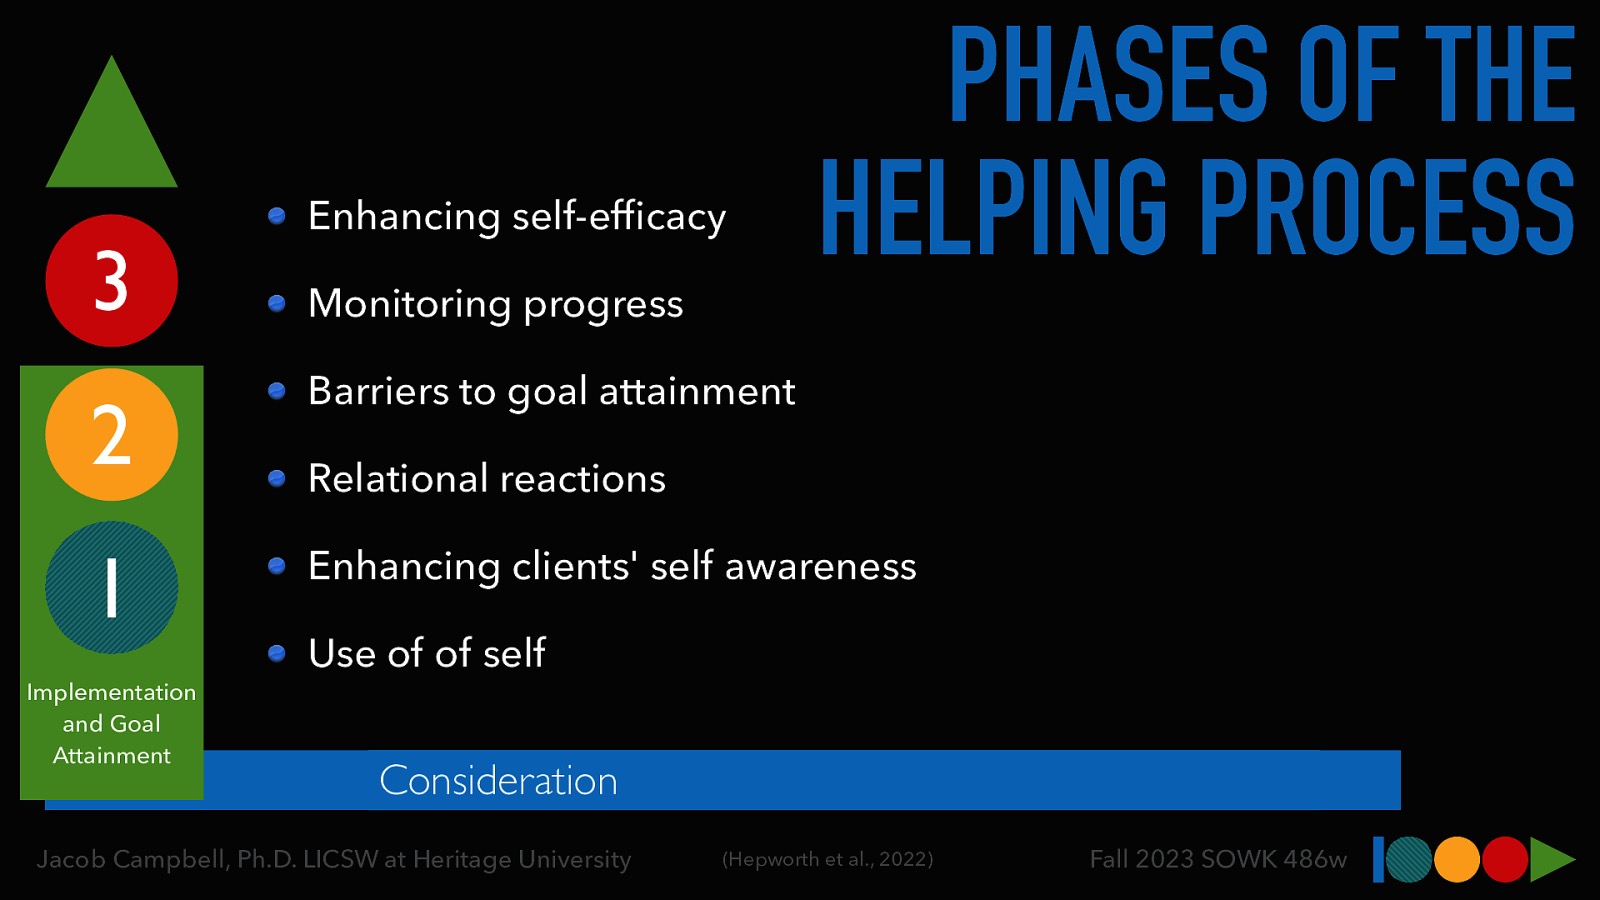 PHASES OF THE
HELPING PROCESS
3
2
1
Implementation
and Goal
Attainment
Enhancing self-efficacy
Monitoring progress
Barriers to goal attainment
Relational reactions
Enhancing clients' self awareness
Use of of self
Consideration
Jacob Campbell, Ph.D. LICSW at Heritage University
(Hepworth et al., 2022)
Fall 2023 SOWK 486w